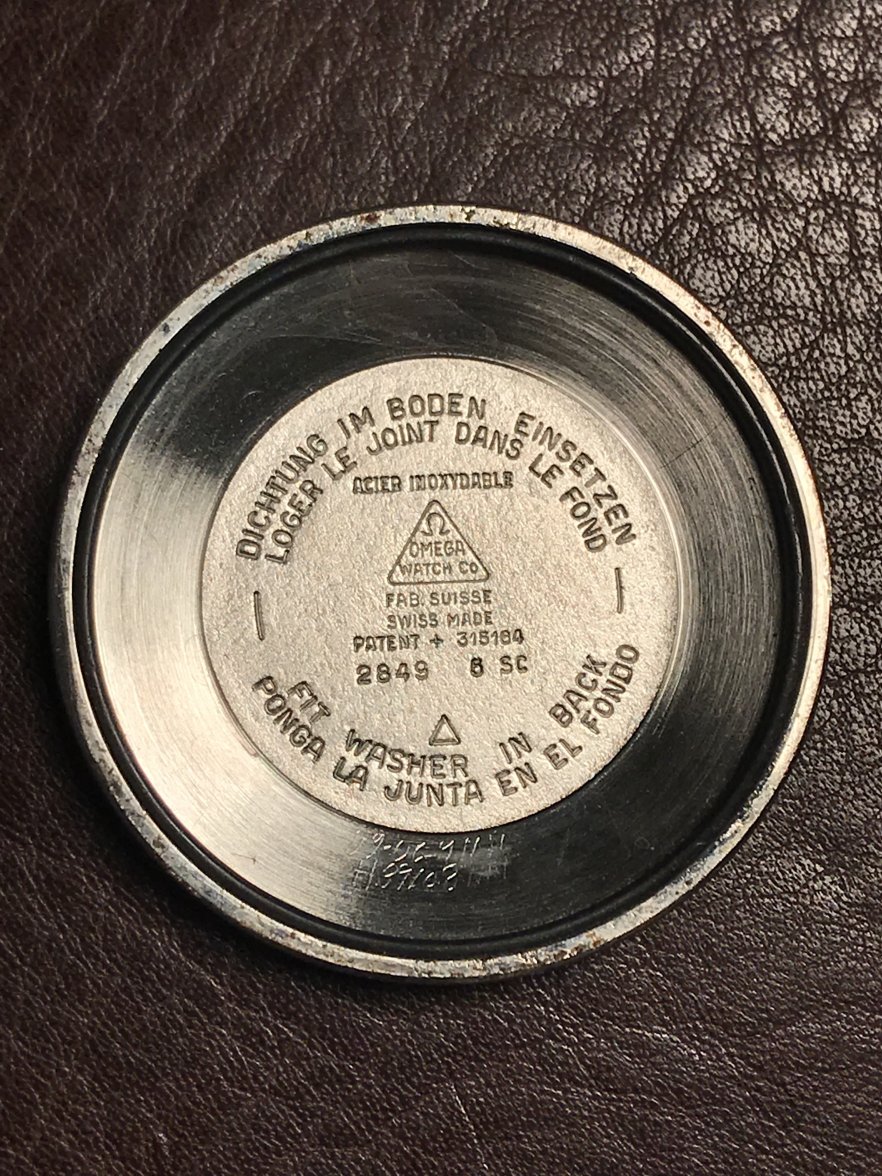 DICHTUNG IM BODEN EINSETZEN
LOGER LE JOINT DANS LE FOND
ACIER INOXYDABLE
Ω
OMEGA
WATCH Co
FAB. SUISSE
SWISS MADE
PATENT + 315184
2849 6 SC
FIT WASHER IN BACK
PONGA LA JUNTA EN EL FONDO